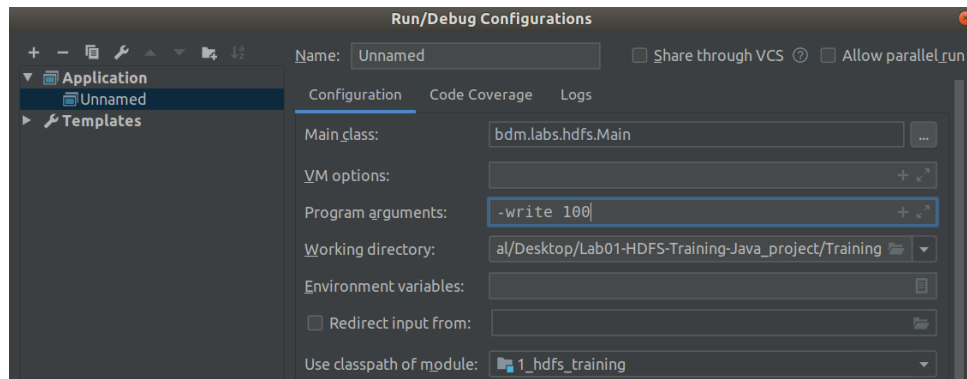 Run/Debug Configurations
Name: Unnamed Share through VCS ? Allow parallel run
Application
Unnamed
Templates
Configuration Code Coverage Logs
Main class: bdm.labs.hdfs.Main ...
VM options:
Program arguments: -write 100
Working directory: al/Desktop/Lab01-HDFS-Training-Java_project/Training
Environment variables:
Redirect input from:
Use classpath of module: 1_hdfs_training